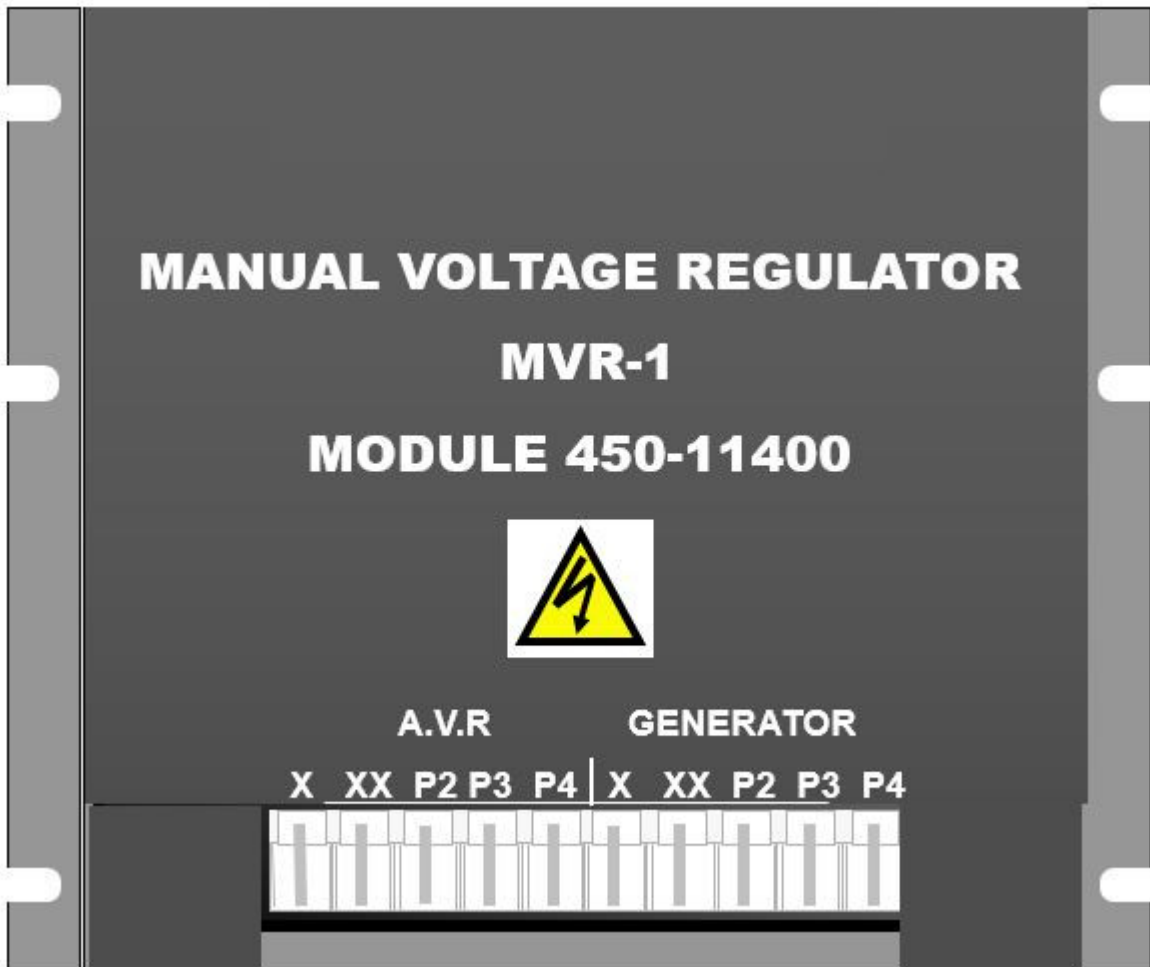 MANUAL VOLTAGE REGULATOR
MVR-1
MODULE 450-11400
A.V.R GENERATOR
X XX P2 P3 P4 X XX P2 P3 P4